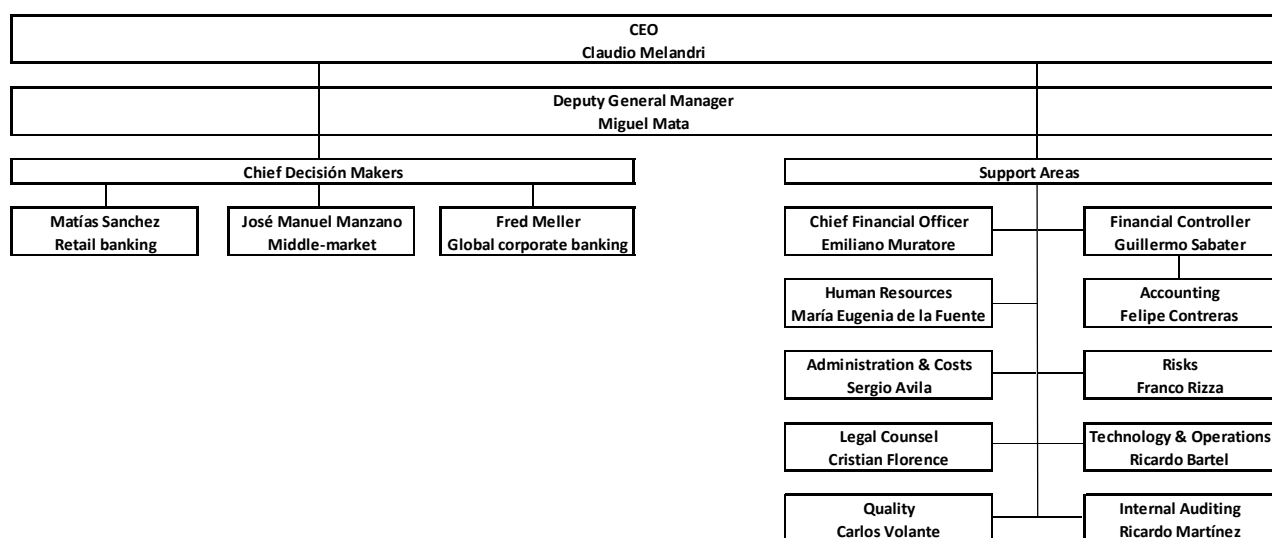 CEO
Claudio Melandri
Deputy General Manager
Miguel Mata
Chief Decisión Makers
Support Areas
Matías Sanchez
Retail banking
José Manuel Manzano
Middle-market
Fred Meller
Global corporate banking
Chief Financial Officer
Emiliano Muratore
Financial Controller
Guillermo Sabater
Human Resources
María Eugenia de la Fuente
Accounting
Felipe Contreras
Administration & Costs
Sergio Avila
Risks
Franco Rizza
Legal Counsel
Cristian Florence
Technology & Operations
Ricardo Bartel
Quality
Carlos Volante
Internal Auditing
Ricardo Martínez